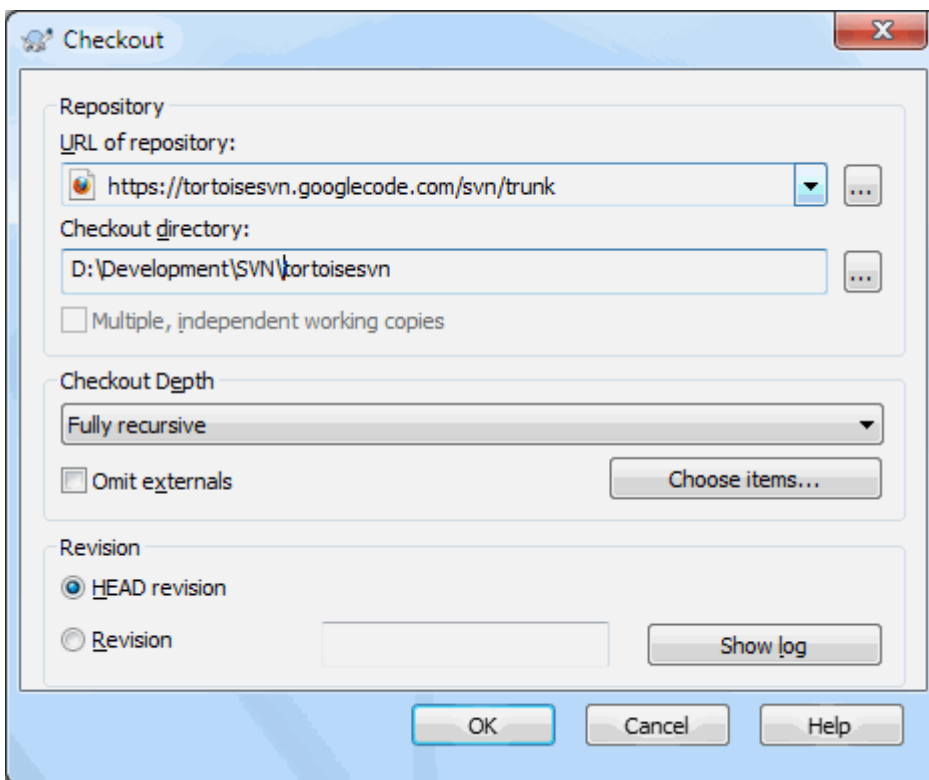 Checkout
Repository
URL of repository:
https://tortoisesvn.googlecode.com/svn/trunk
...
Checkout directory:
D:\Development\SVN\tortoisesvn
...
Multiple, independent working copies
Checkout Depth
Fully recursive
Omit externals
Choose items...
Revision
HEAD revision
Revision
Show log
OK Cancel Help